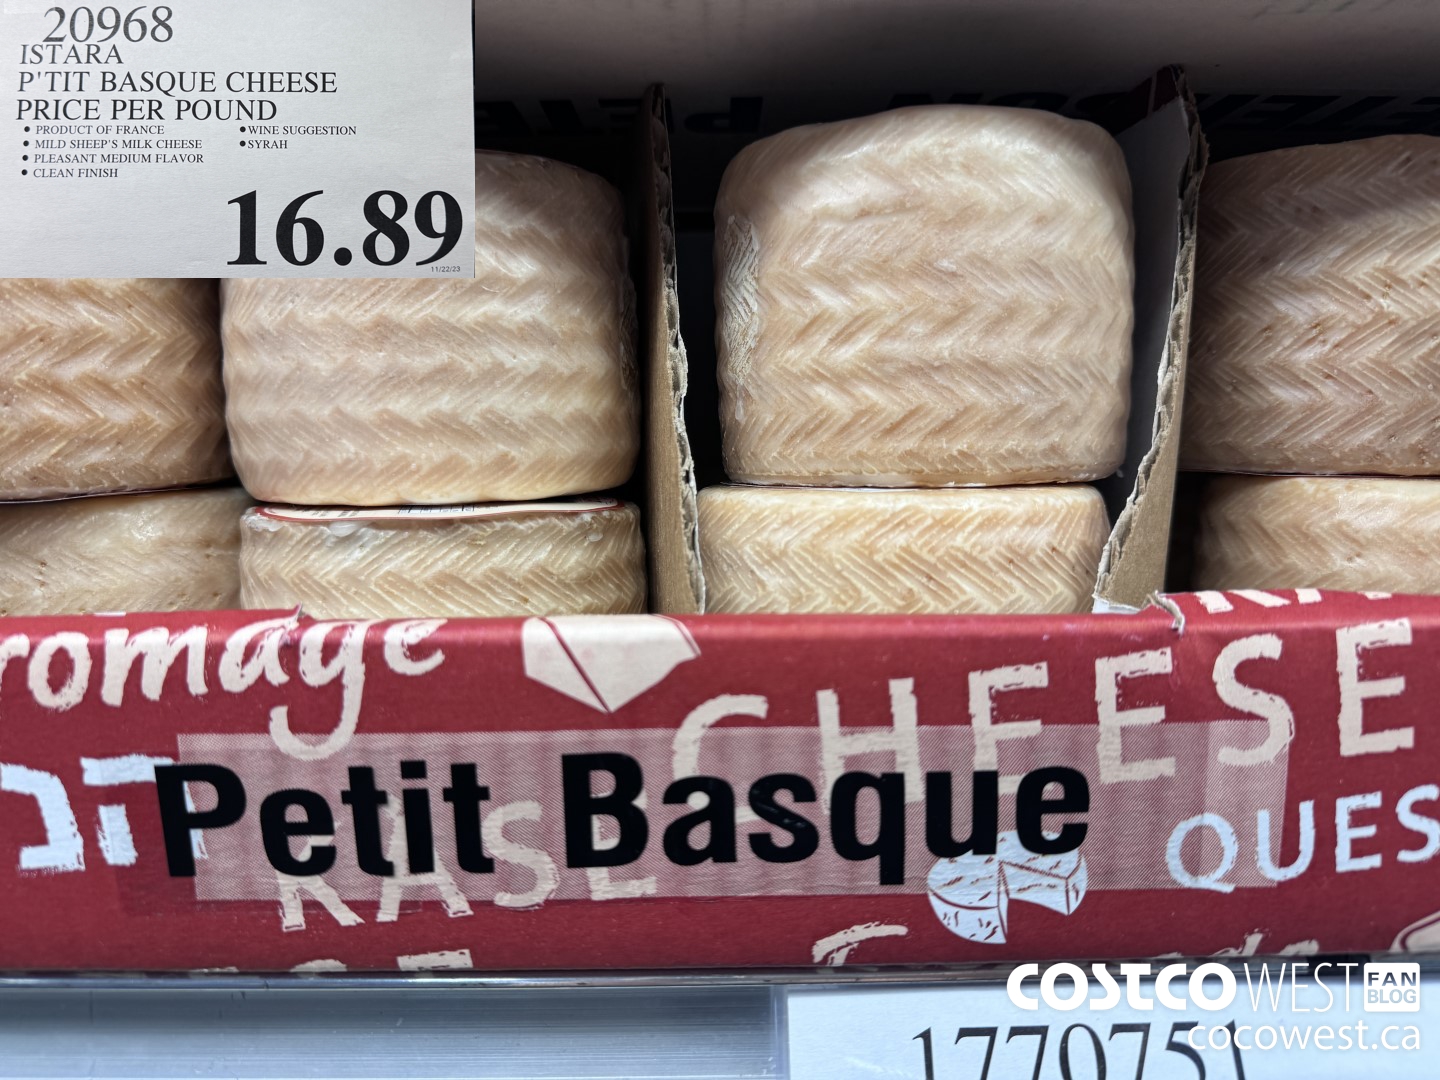 20968
ISTARA
P'TIT BASQUE CHEESE
PRICE PER POUND
• PRODUCT OF FRANCE
• MILD SHEEP'S MILK CHEESE
• PLEASANT MEDIUM FLAVOR
• CLEAN FINISH
• WINE SUGGESTION
• SYRAH
16.89
11/22/23
romage
CHEESE
Petit Basque
KASE
QUES
COSTCO WEST FAN BLOG
cocowest.ca
1770751